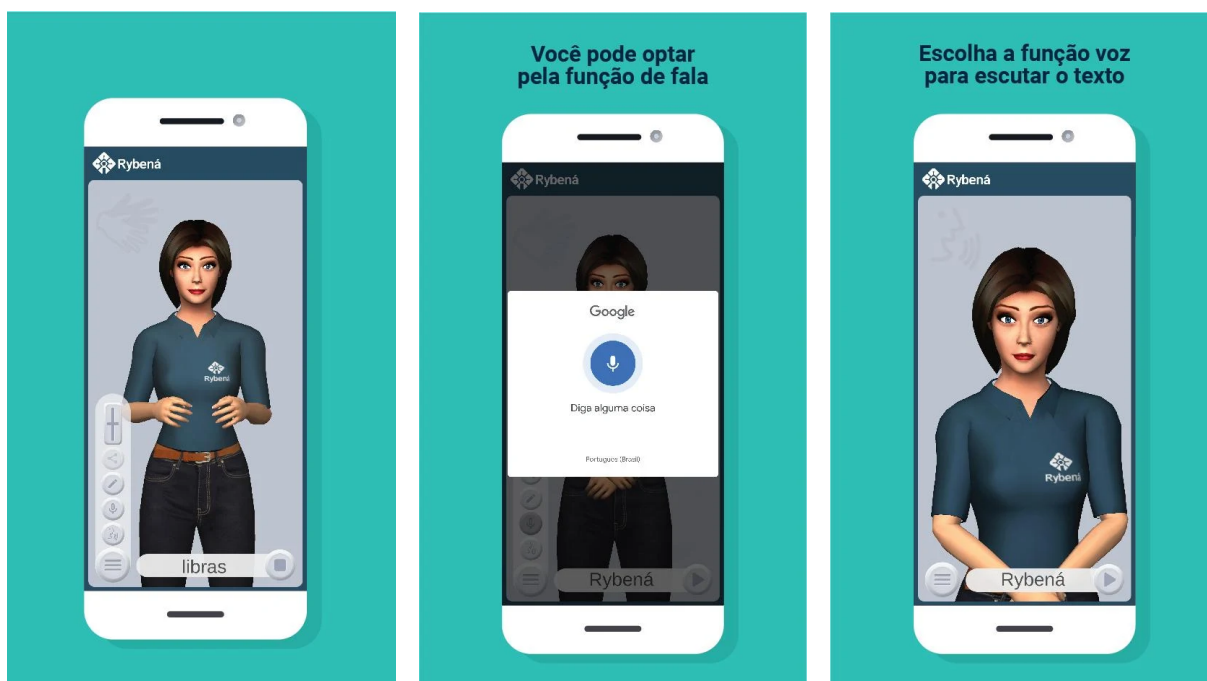 Rybená
Rybená
libras
Você pode optar
pela função de fala
Rybená
Google
Diga alguma coisa
Portugues (Brasil)
Rybená
Escolha a função voz
para escutar o texto
Rybená
Rybená
Rybená